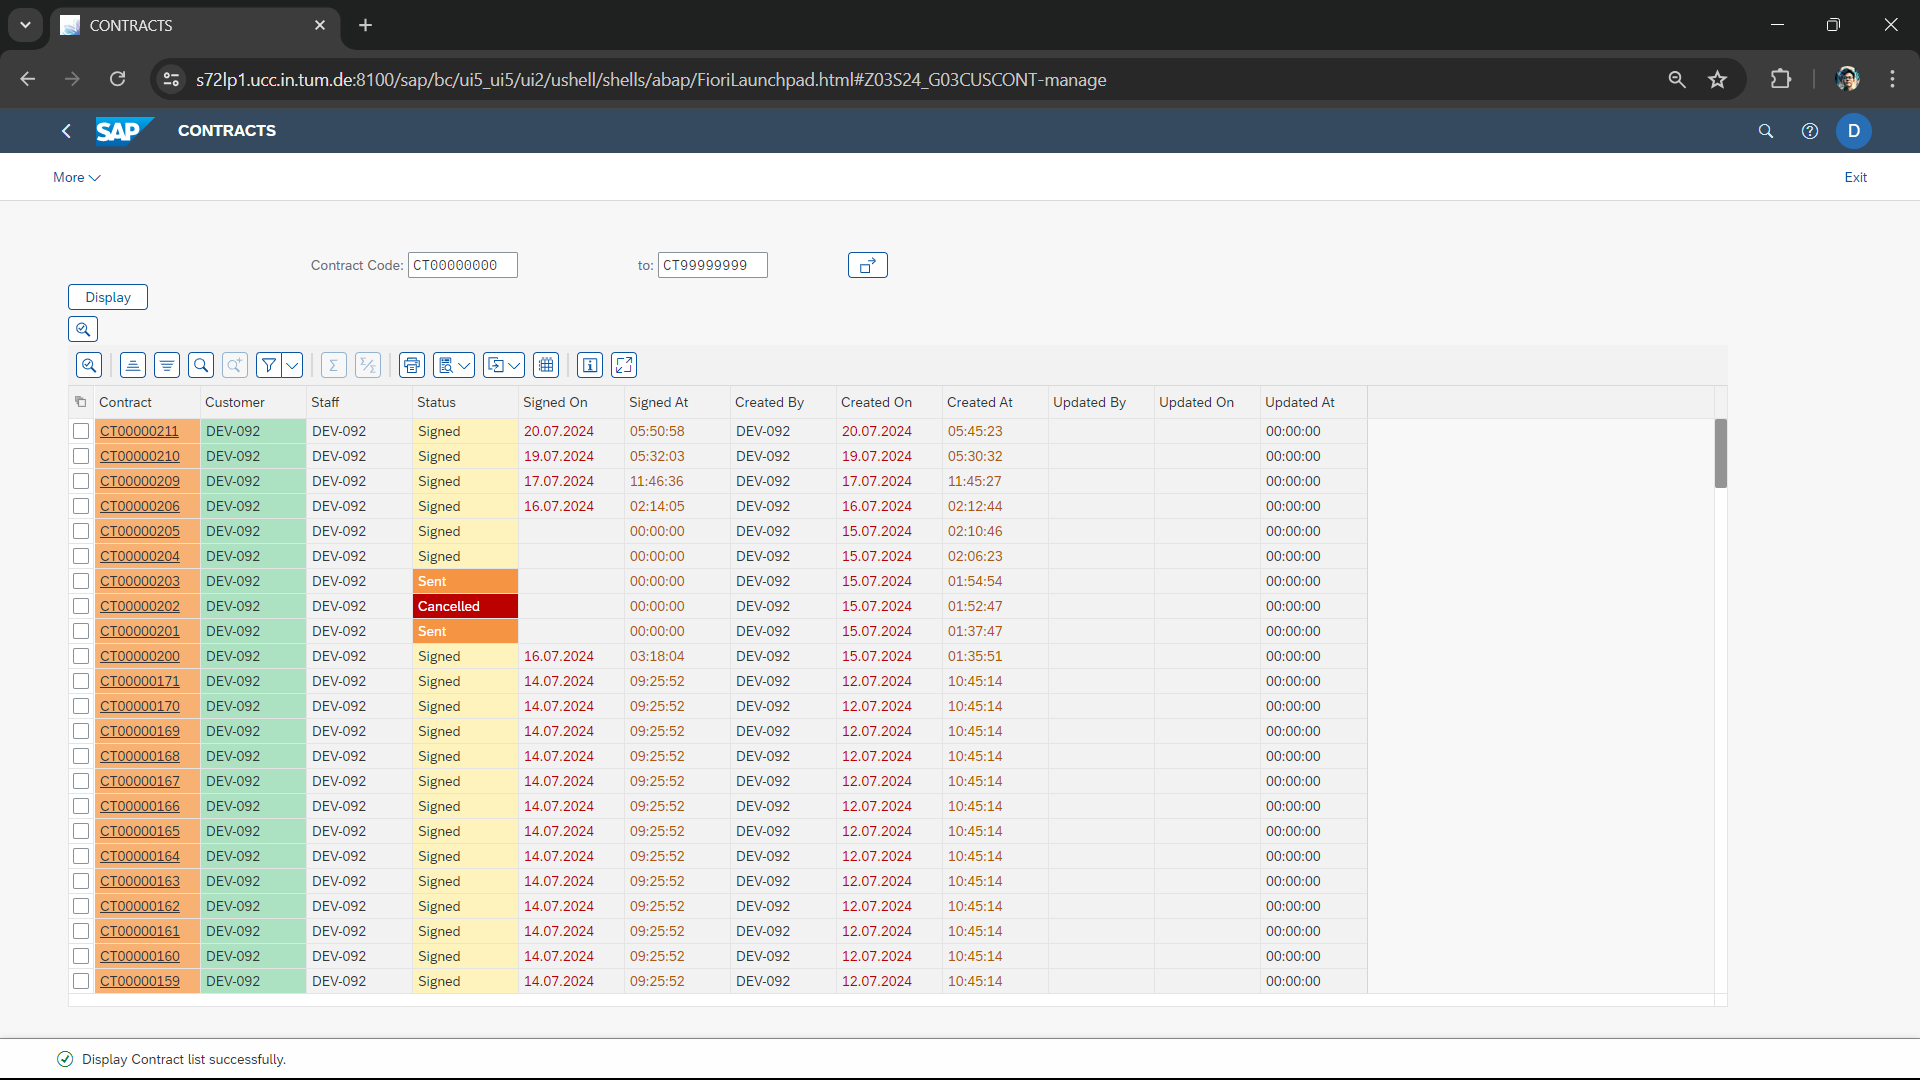 CONTRACTS
s72lp1.ucc.in.tum.de:8100/sap/bc/ui5_ui5/ui2/ushell/shells/abap/FioriLaunchpad.html#Z03S24_G03CUSCONT-manage
SAP CONTRACTS D
More Exit
Contract Code: CT00000000 to: CT99999999
Display
Contract Customer Staff Status Signed On Signed At Created By Created On Created At Updated By Updated On Updated At
CT00000211 DEV-092 DEV-092 Signed 20.07.2024 05:50:58 DEV-092 20.07.2024 05:45:23 00:00:00
CT00000210 DEV-092 DEV-092 Signed 19.07.2024 05:32:03 DEV-092 19.07.2024 05:30:32 00:00:00
CT00000209 DEV-092 DEV-092 Signed 17.07.2024 11:46:36 DEV-092 17.07.2024 11:45:27 00:00:00
CT00000206 DEV-092 DEV-092 Signed 16.07.2024 02:14:05 DEV-092 16.07.2024 02:12:44 00:00:00
CT00000205 DEV-092 DEV-092 Signed 00:00:00 DEV-092 15.07.2024 02:10:46 00:00:00
CT00000204 DEV-092 DEV-092 Signed 00:00:00 DEV-092 15.07.2024 02:06:23 00:00:00
CT00000203 DEV-092 DEV-092 Sent 00:00:00 DEV-092 15.07.2024 01:54:54 00:00:00
CT00000202 DEV-092 DEV-092 Cancelled 00:00:00 DEV-092 15.07.2024 01:52:47 00:00:00
CT00000201 DEV-092 DEV-092 Sent 00:00:00 DEV-092 15.07.2024 01:37:47 00:00:00
CT00000200 DEV-092 DEV-092 Signed 16.07.2024 03:18:04 DEV-092 15.07.2024 01:35:51 00:00:00
CT00000171 DEV-092 DEV-092 Signed 14.07.2024 09:25:52 DEV-092 12.07.2024 10:45:14 00:00:00
CT00000170 DEV-092 DEV-092 Signed 14.07.2024 09:25:52 DEV-092 12.07.2024 10:45:14 00:00:00
CT00000169 DEV-092 DEV-092 Signed 14.07.2024 09:25:52 DEV-092 12.07.2024 10:45:14 00:00:00
CT00000168 DEV-092 DEV-092 Signed 14.07.2024 09:25:52 DEV-092 12.07.2024 10:45:14 00:00:00
CT00000167 DEV-092 DEV-092 Signed 14.07.2024 09:25:52 DEV-092 12.07.2024 10:45:14 00:00:00
CT00000166 DEV-092 DEV-092 Signed 14.07.2024 09:25:52 DEV-092 12.07.2024 10:45:14 00:00:00
CT00000165 DEV-092 DEV-092 Signed 14.07.2024 09:25:52 DEV-092 12.07.2024 10:45:14 00:00:00
CT00000164 DEV-092 DEV-092 Signed 14.07.2024 09:25:52 DEV-092 12.07.2024 10:45:14 00:00:00
CT00000163 DEV-092 DEV-092 Signed 14.07.2024 09:25:52 DEV-092 12.07.2024 10:45:14 00:00:00
CT00000162 DEV-092 DEV-092 Signed 14.07.2024 09:25:52 DEV-092 12.07.2024 10:45:14 00:00:00
CT00000161 DEV-092 DEV-092 Signed 14.07.2024 09:25:52 DEV-092 12.07.2024 10:45:14 00:00:00
CT00000160 DEV-092 DEV-092 Signed 14.07.2024 09:25:52 DEV-092 12.07.2024 10:45:14 00:00:00
CT00000159 DEV-092 DEV-092 Signed 14.07.2024 09:25:52 DEV-092 12.07.2024 10:45:14 00:00:00
Display Contract list successfully.